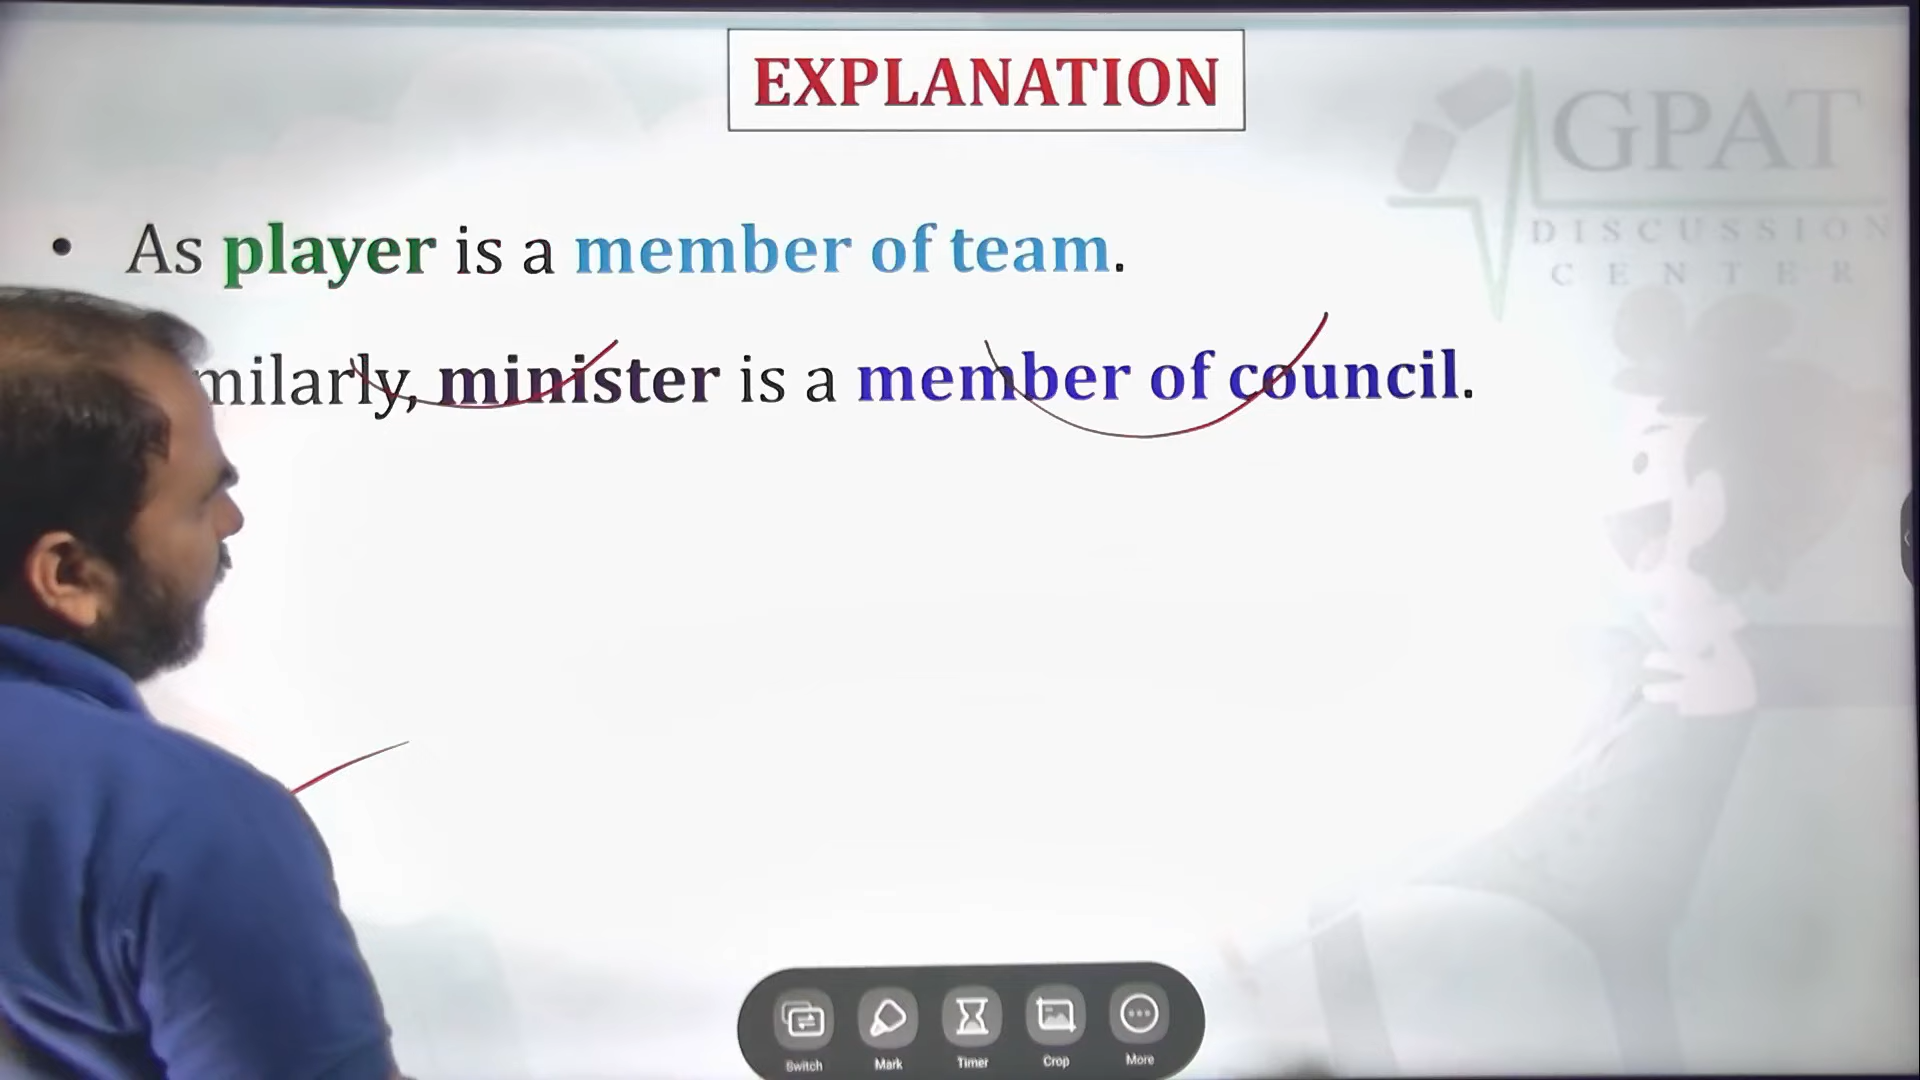 EXPLANATION
GPAT
DISCUSSION
CENTER
• As player is a member of team.
milarly, minister is a member of council.
Switch Mark Timer Crop More